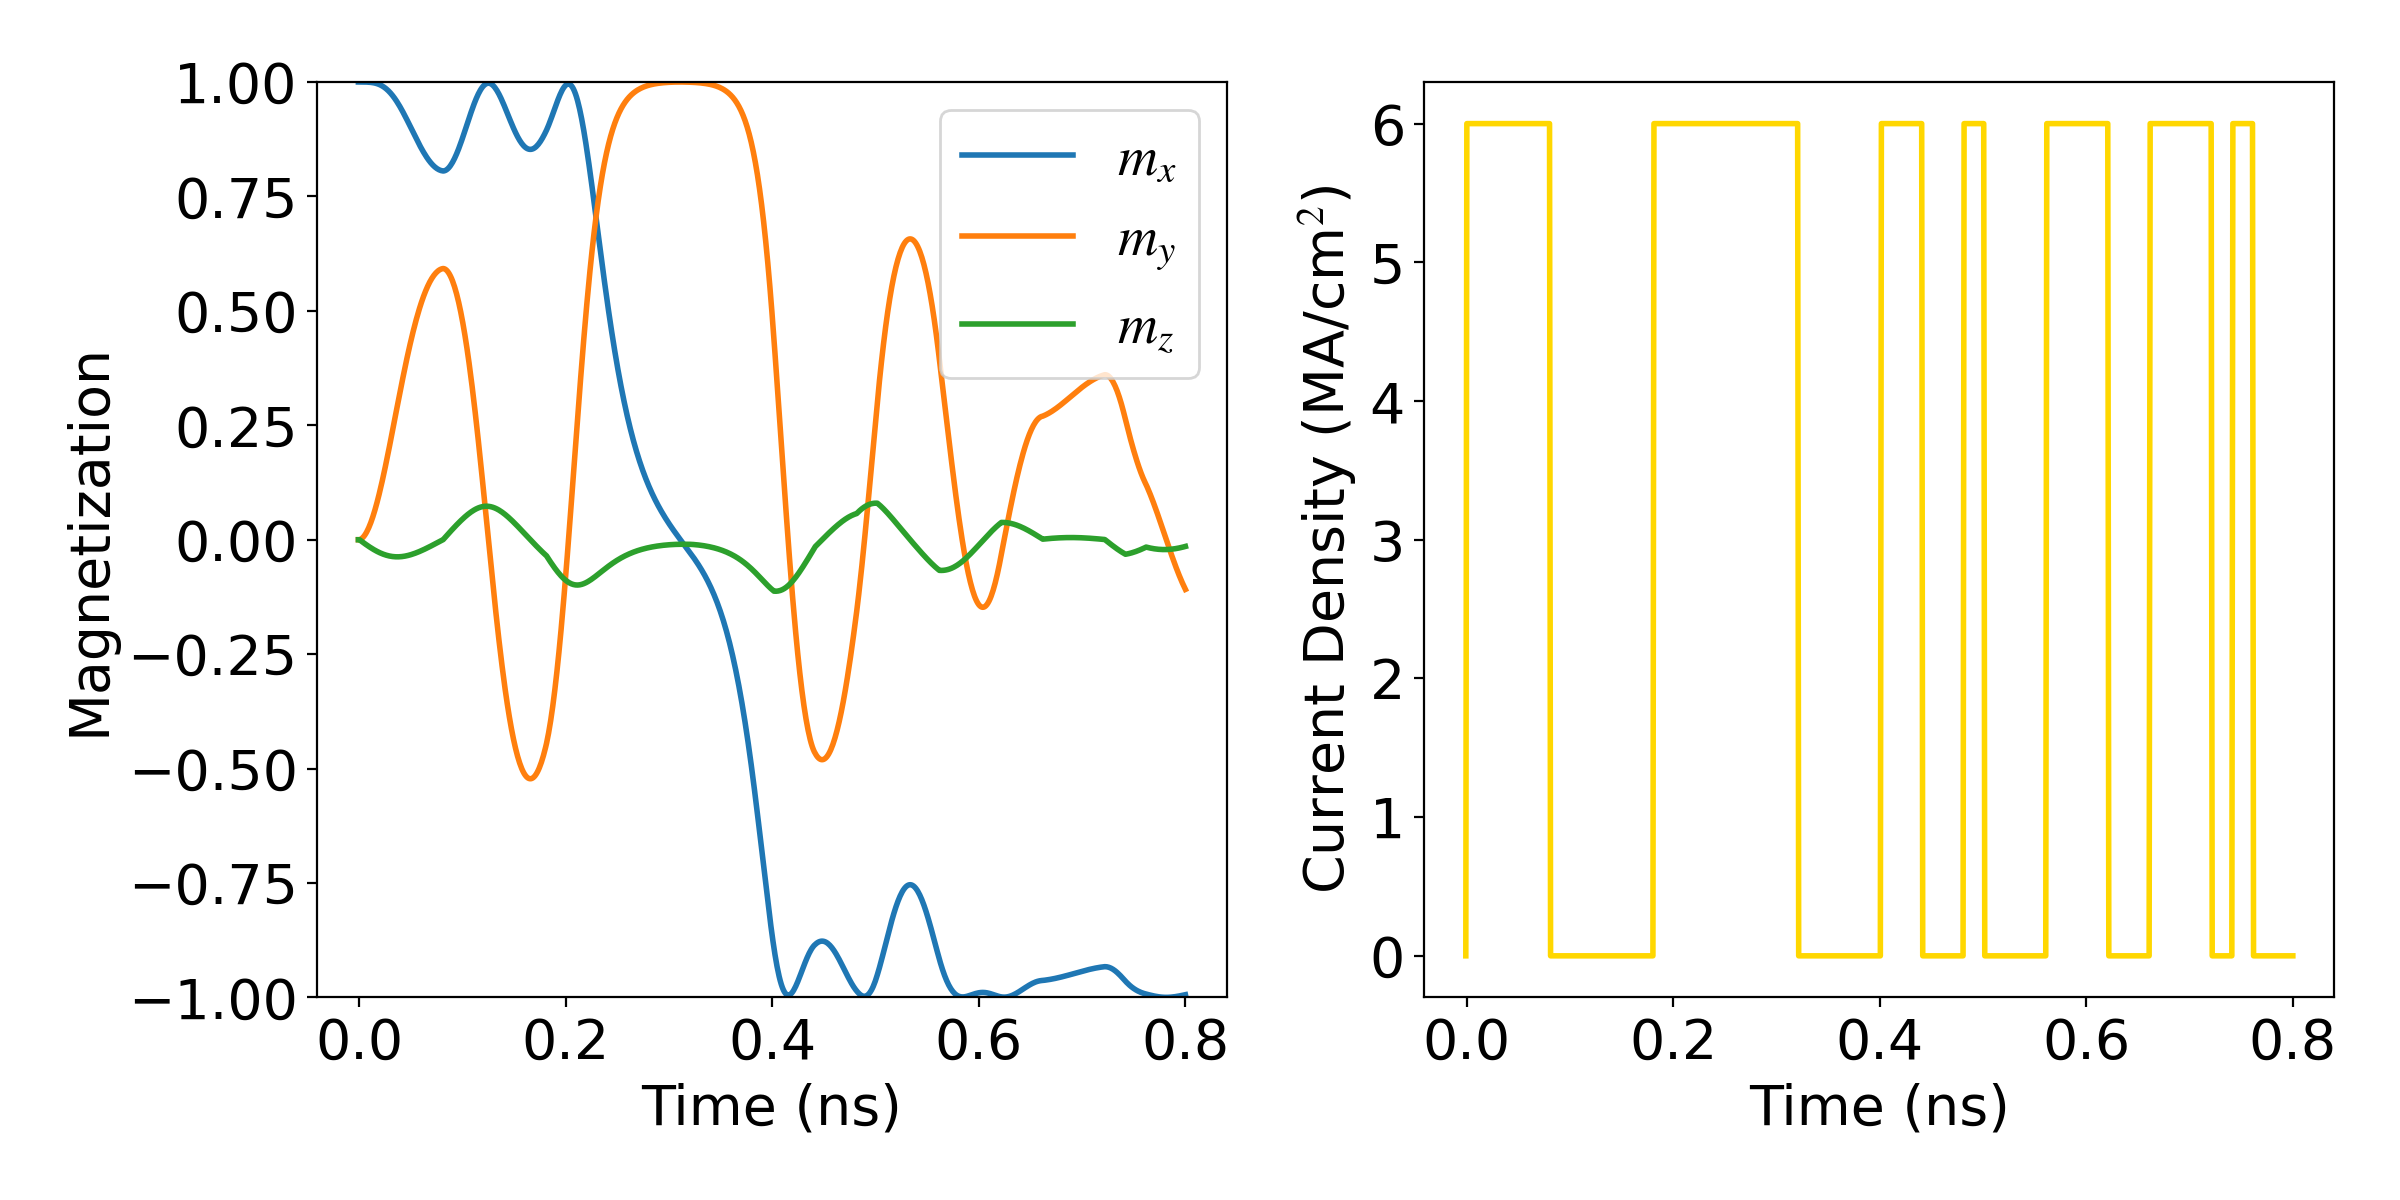 1.00
0.75
0.50
0.25
0.00
−0.25
−0.50
−0.75
−1.00
Magnetization
0.0 0.2 0.4 0.6 0.8
Time (ns)
mₓ
m_y
m_z
6
5
4
3
2
1
0
Current Density (MA/cm²)
0.0 0.2 0.4 0.6 0.8
Time (ns)